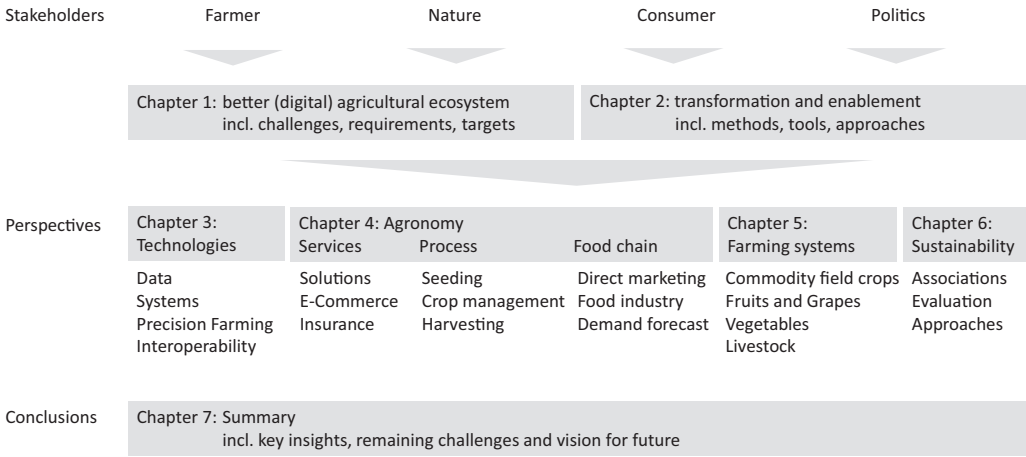 Stakeholders Farmer Nature Consumer Politics
Chapter 1: better (digital) agricultural ecosystem
incl. challenges, requirements, targets
Chapter 2: transformation and enablement
incl. methods, tools, approaches
Perspectives
Chapter 3:
Technologies
Data
Systems
Precision Farming
Interoperability
Chapter 4: Agronomy
Services Process Food chain
Solutions Seeding Direct marketing
E-Commerce Crop management Food industry
Insurance Harvesting Demand forecast
Chapter 5:
Farming systems
Commodity field crops
Fruits and Grapes
Vegetables
Livestock
Chapter 6:
Sustainability
Associations
Evaluation
Approaches
Conclusions
Chapter 7: Summary
incl. key insights, remaining challenges and vision for future